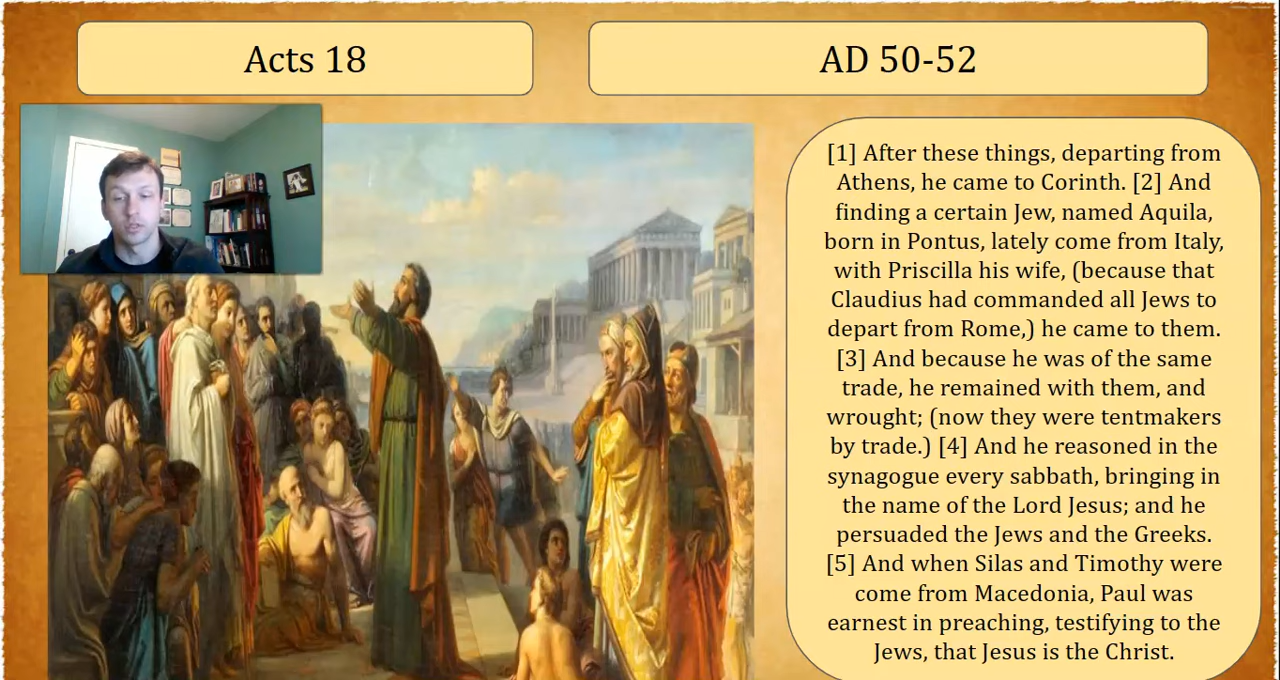 Acts 18
AD 50-52
[1] After these things, departing from
Athens, he came to Corinth. [2] And
finding a certain Jew, named Aquila,
born in Pontus, lately come from Italy,
with Priscilla his wife, (because that
Claudius had commanded all Jews to
depart from Rome,) he came to them.
[3] And because he was of the same
trade, he remained with them, and
wrought; (now they were tentmakers
by trade.) [4] And he reasoned in the
synagogue every sabbath, bringing in
the name of the Lord Jesus; and he
persuaded the Jews and the Greeks.
[5] And when Silas and Timothy were
come from Macedonia, Paul was
earnest in preaching, testifying to the
Jews, that Jesus is the Christ.